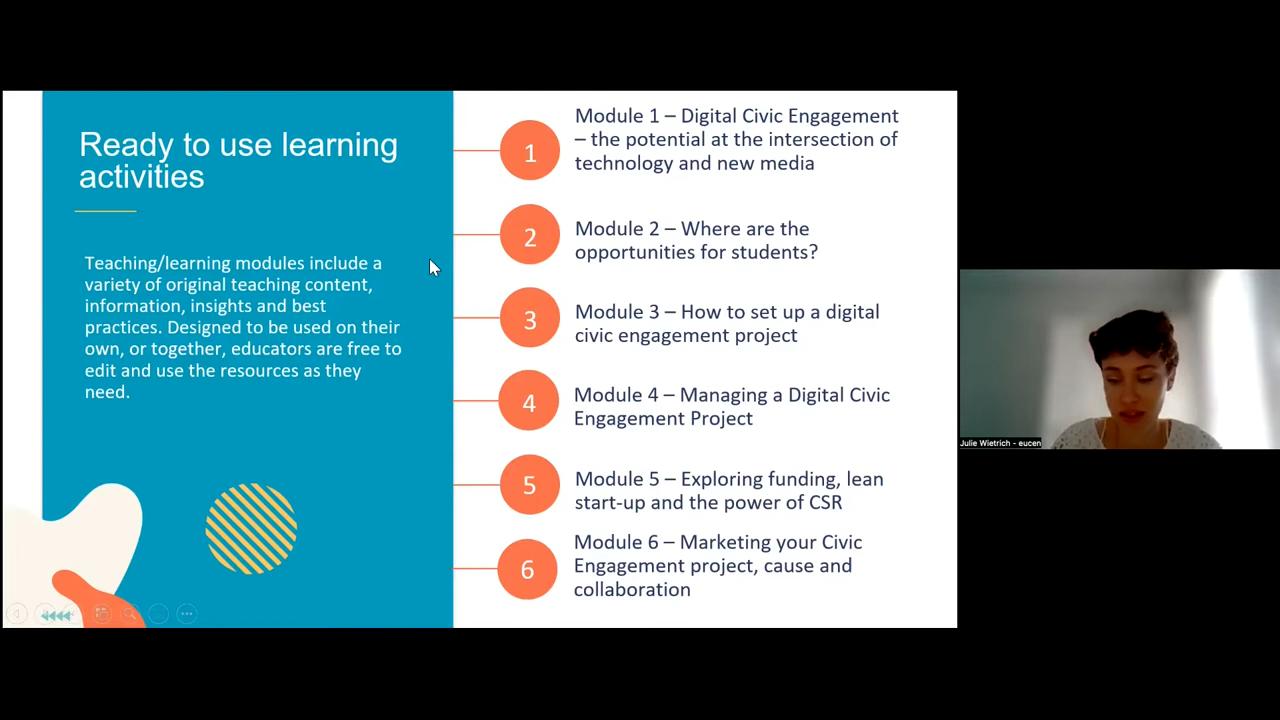 Ready to use learning
activities
Teaching/learning modules include a
variety of original teaching content,
information, insights and best
practices. Designed to be used on their
own, or together, educators are free to
edit and use the resources as they
need.
1
Module 1 – Digital Civic Engagement
– the potential at the intersection of
technology and new media
2
Module 2 – Where are the
opportunities for students?
3
Module 3 – How to set up a digital
civic engagement project
4
Module 4 – Managing a Digital Civic
Engagement Project
5
Module 5 – Exploring funding, lean
start-up and the power of CSR
6
Module 6 – Marketing your Civic
Engagement project, cause and
collaboration
Julie Wietrich - eucen